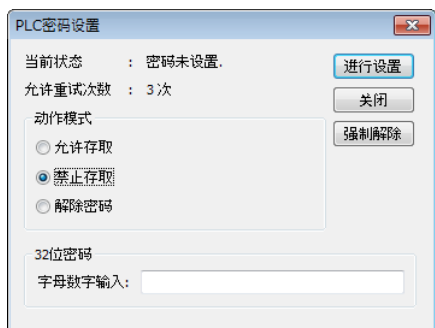 PLC密码设置
当前状态 : 密码未设置.
进行设置
允许重试次数 : 3次
关闭
动作模式
强制解除
允许存取
禁止存取
解除密码
32位密码
字母数字输入: